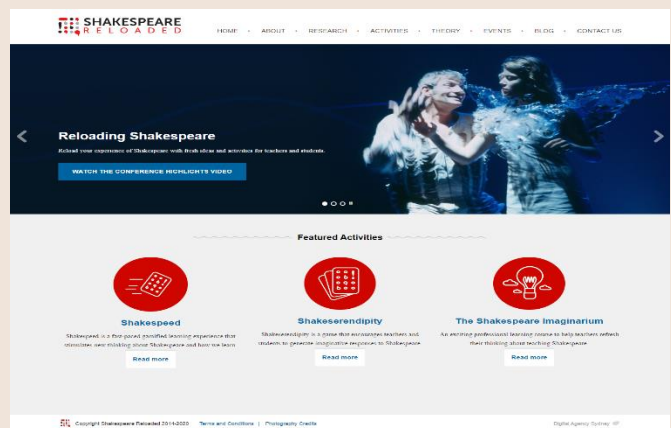 SHAKESPEARE
RELOADED
HOME • ABOUT • RESEARCH • ACTIVITIES • THEORY • EVENTS • BLOG • CONTACT US
Reloading Shakespeare
Reload your experience of Shakespeare with fresh ideas and activities for teachers and students.
WATCH THE CONFERENCE HIGHLIGHTS VIDEO
Featured Activities
Shakespeed
Shakespeed is a fast-paced gamified learning experience that
stimulates new thinking about Shakespeare and how we learn
Read more
Shakeserendipity
Shakeserendipity is a game that encourages teachers and
students to generate imaginative responses to Shakespeare
Read more
The Shakespeare Imaginarium
An exciting professional learning course to help teachers refresh
their thinking about teaching Shakespeare
Read more
Copyright Shakespeare Reloaded 2014-2020 Terms and Conditions | Photography Credits
Digital Agency Sydney